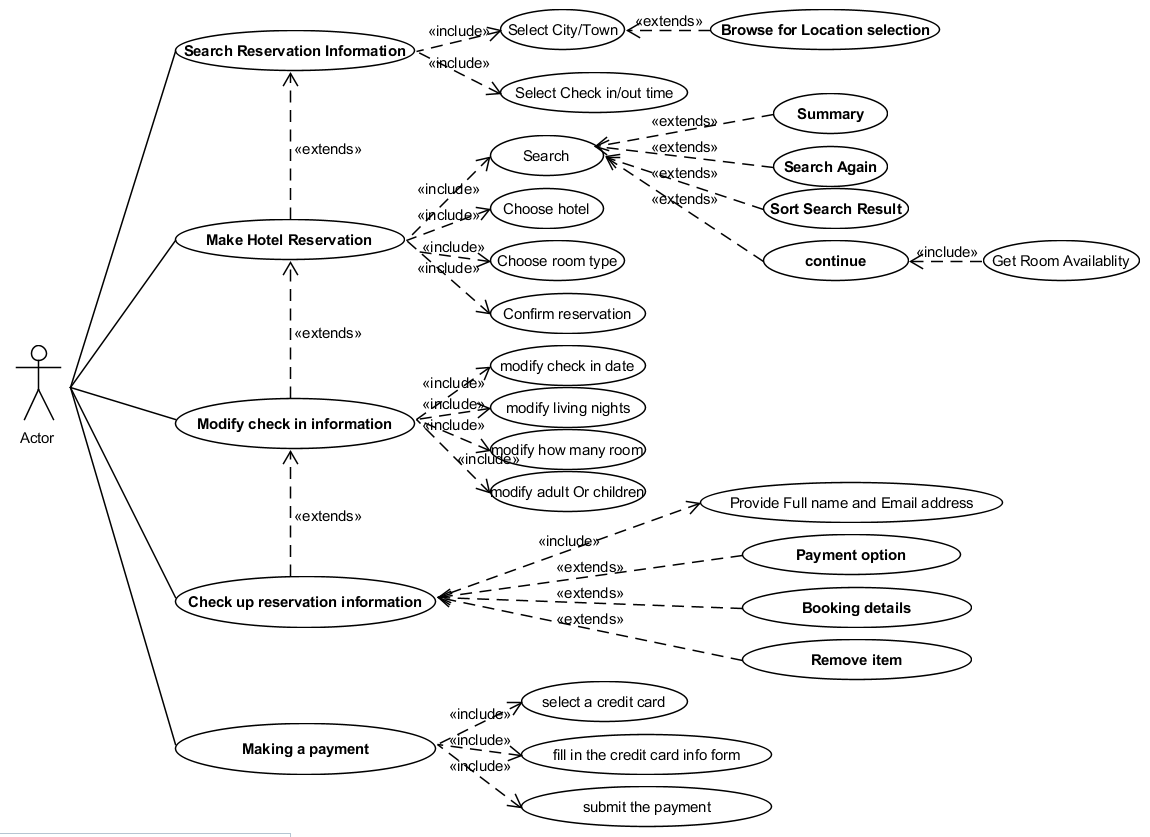 Search Reservation Information
«include»
Select City/Town
«extends»
Browse for Location selection
«include»
Select Check in/out time
«extends»
Make Hotel Reservation
«include»
Search
«extends»
Summary
«extends»
Search Again
«extends»
Sort Search Result
«extends»
continue
«include»
Get Room Availablity
«include»
Choose hotel
«include»
Choose room type
«include»
Confirm reservation
«extends»
Actor
Modify check in information
«include»
modify check in date
«include»
modify living nights
«include»
modify how many room
«include»
modify adult Or children
«extends»
Check up reservation information
«include»
Provide Full name and Email address
«extends»
Payment option
«extends»
Booking details
«extends»
Remove item
Making a payment
«include»
select a credit card
«include»
fill in the credit card info form
«include»
submit the payment